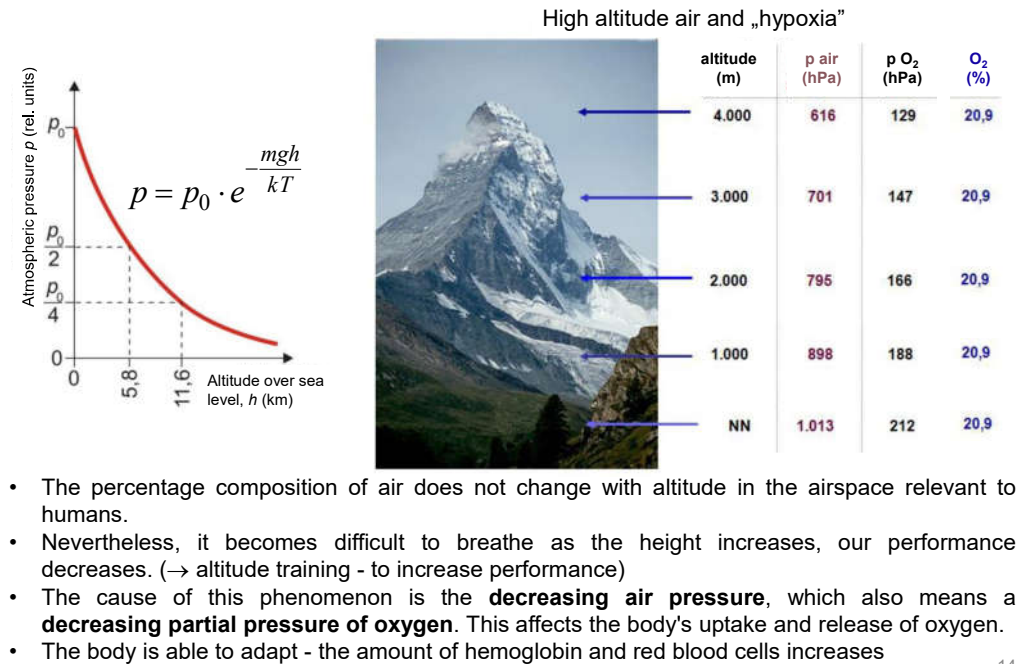 High altitude air and „hypoxia”
Atmospheric pressure p (rel. units)
p₀
p₀/2
p₀/4
0
p = p₀ · e^(-mgh/kT)
0
5,8
11,6
Altitude over sea
level, h (km)
altitude (m) p air (hPa) p O₂ (hPa) O₂ (%)
4.000 616 129 20,9
3.000 701 147 20,9
2.000 795 166 20,9
1.000 898 188 20,9
NN 1.013 212 20,9
• The percentage composition of air does not change with altitude in the airspace relevant to
humans.
• Nevertheless, it becomes difficult to breathe as the height increases, our performance
decreases. (→ altitude training - to increase performance)
• The cause of this phenomenon is the decreasing air pressure, which also means a
decreasing partial pressure of oxygen. This affects the body's uptake and release of oxygen.
• The body is able to adapt - the amount of hemoglobin and red blood cells increases